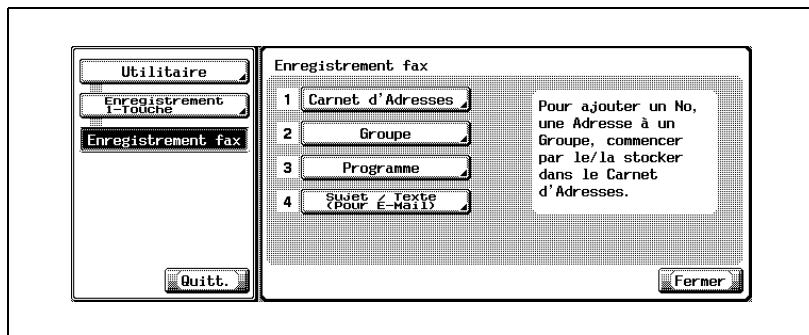 Utilitaire
Enregistrement
1-Touche
Enregistrement fax
Quitt.
Enregistrement fax
1 Carnet d'Adresses
2 Groupe
3 Programme
4 Sujet / Texte
(Pour E-Mail)
Pour ajouter un No,
une Adresse à un
Groupe, commencer
par le/la stocker
dans le Carnet
d'Adresses.
Fermer